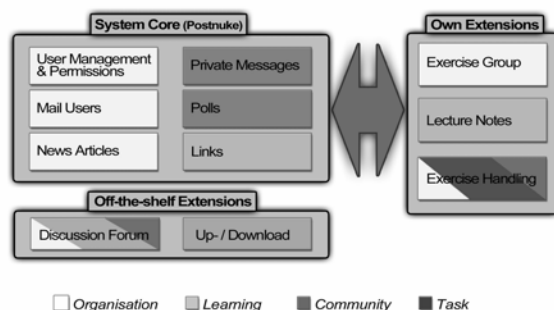 System Core (Postnuke)
User Management
& Permissions
Private Messages
Mail Users
Polls
News Articles
Links
Own Extensions
Exercise Group
Lecture Notes
Exercise Handling
Off-the-shelf Extensions
Discussion Forum
Up- / Download
Organisation
Learning
Community
Task